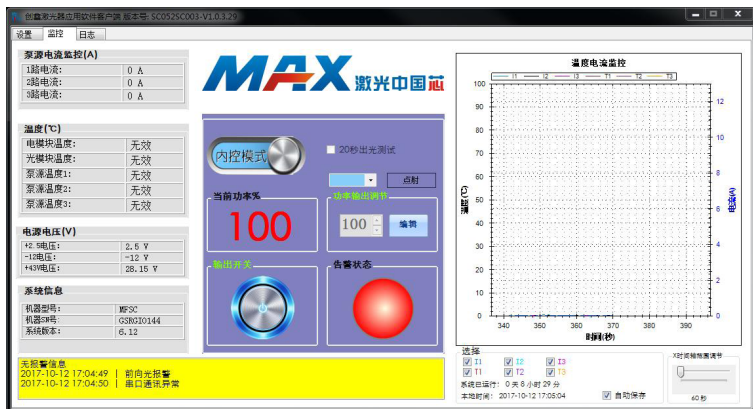 创鑫激光器应用软件客户端 版本号: SC052SC003-V1.0.3.29
设置 监控 日志
泵源电流监控(A)
1路电流: 0 A
2路电流: 0 A
3路电流: 0 A
温度(℃)
电模块温度: 无效
光模块温度: 无效
泵源温度1: 无效
泵源温度2: 无效
泵源温度3: 无效
电源电压(V)
+2.5电压: 2.5 V
-12电压: -12 V
+43V电压: 28.15 V
系统信息
机器型号: MFSC
机器SN号: GSRGIO144
系统版本: 6.12
MAX 激光中国芯
内控模式
20秒出光测试
点射
当前功率%
100
功率输出调节
100 编辑
输出开关
告警状态
温度电流监控
I1 I2 I3 T1 T2 T3
100
90
80
70
60
50
40
30
20
10
0
温度(℃)
12
10
8
6
4
2
0
电流(A)
340 350 360 370 380 390
时间(秒)
无报警信息
2017-10-12 17:04:49 | 前向光报警
2017-10-12 17:04:50 | 串口通讯异常
选择
I1 I2 I3
T1 T2 T3
系统已运行: 0 天 8 小时 29 分
本地时间: 2017-10-12 17:05:04
自动保存
X时间轴范围调节
60 秒